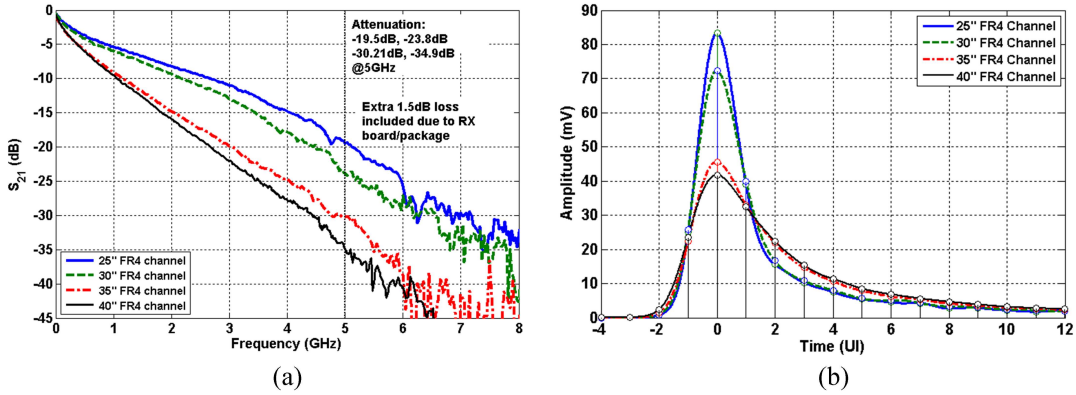 Attenuation:
-19.5dB, -23.8dB
-30.21dB, -34.9dB
@5GHz
Extra 1.5dB loss
included due to RX
board/package
0
-5
-10
-15
-20
-25
-30
-35
-40
-45
S21 (dB)
25'' FR4 channel
30'' FR4 channel
35'' FR4 channel
40'' FR4 channel
0 1 2 3 4 5 6 7 8
Frequency (GHz)
(a)
90
80
70
60
50
40
30
20
10
0
Amplitude (mV)
25'' FR4 Channel
30'' FR4 Channel
35'' FR4 Channel
40'' FR4 Channel
-4 -2 0 2 4 6 8 10 12
Time (UI)
(b)